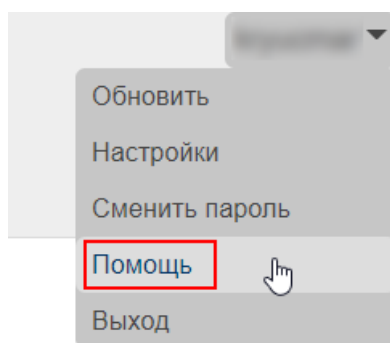 Обновить
Настройки
Сменить пароль
Помощь
Выход